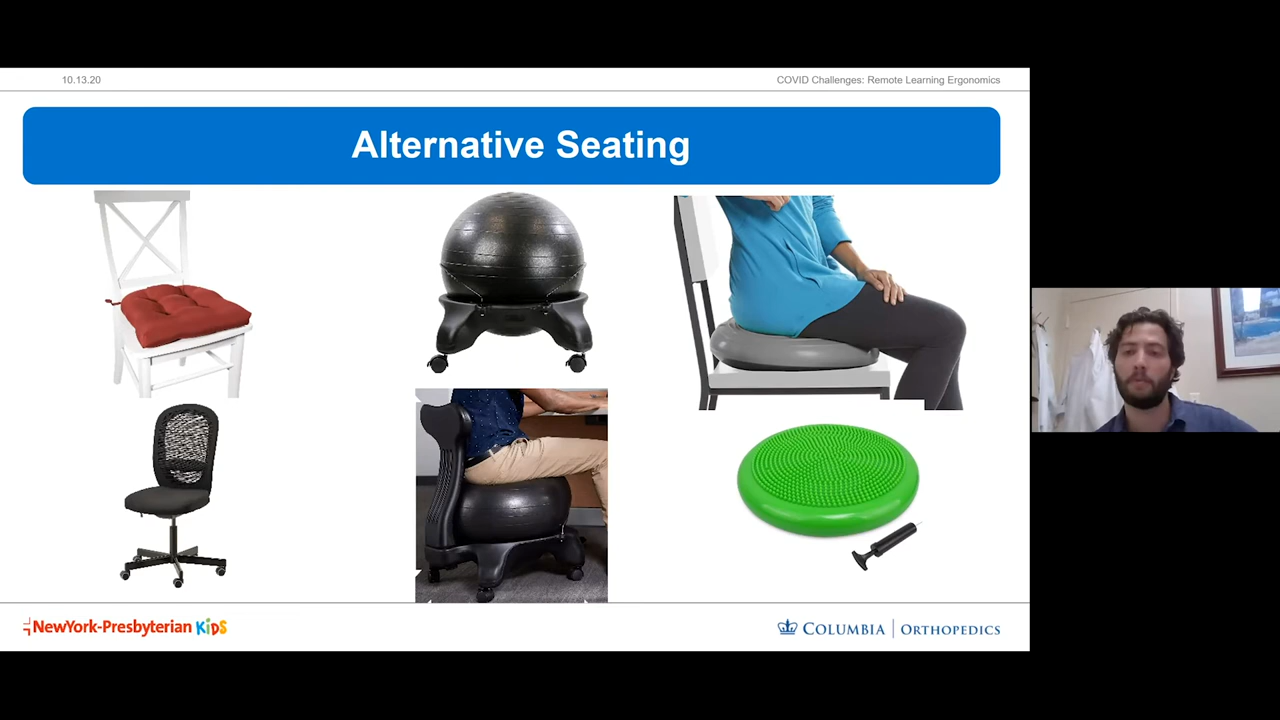 10.13.20
COVID Challenges: Remote Learning Ergonomics
Alternative Seating
NewYork-Presbyterian KiDS
COLUMBIA | ORTHOPEDICS